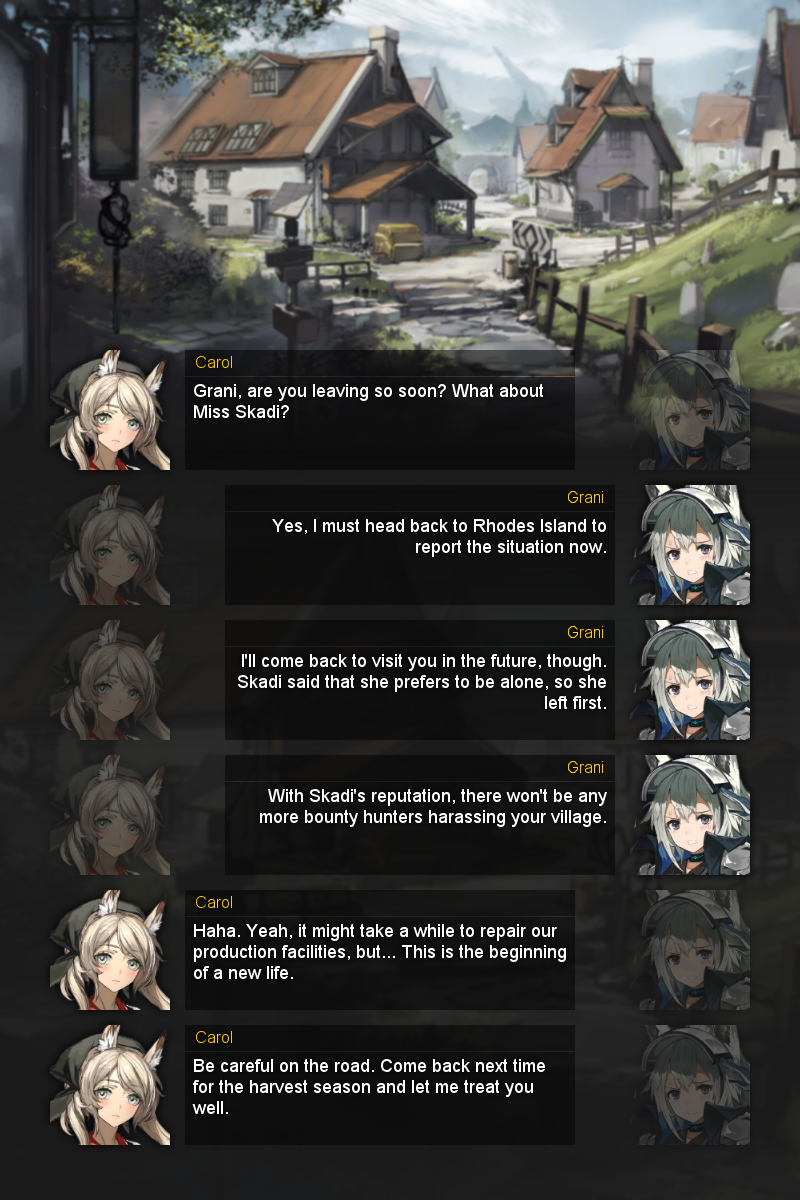 Carol
Grani, are you leaving so soon? What about
Miss Skadi?
Grani
Yes, I must head back to Rhodes Island to
report the situation now.
Grani
I'll come back to visit you in the future, though.
Skadi said that she prefers to be alone, so she
left first.
Grani
With Skadi's reputation, there won't be any
more bounty hunters harassing your village.
Carol
Haha. Yeah, it might take a while to repair our
production facilities, but... This is the beginning
of a new life.
Carol
Be careful on the road. Come back next time
for the harvest season and let me treat you
well.